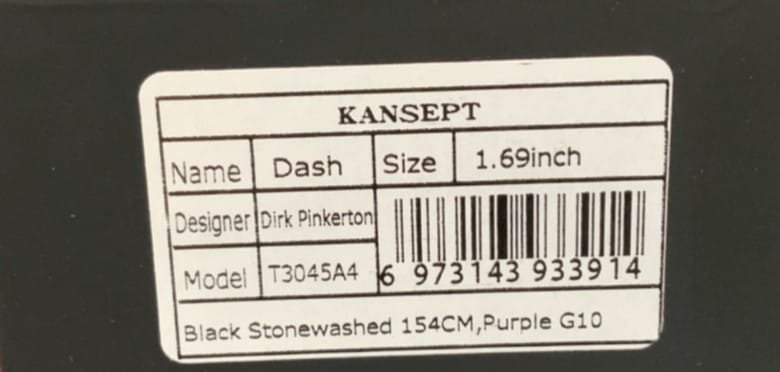 KANSEPT
Name Dash Size 1.69inch
Designer Dirk Pinkerton
Model T3045A4
6 973143 933914
Black Stonewashed 154CM,Purple G10